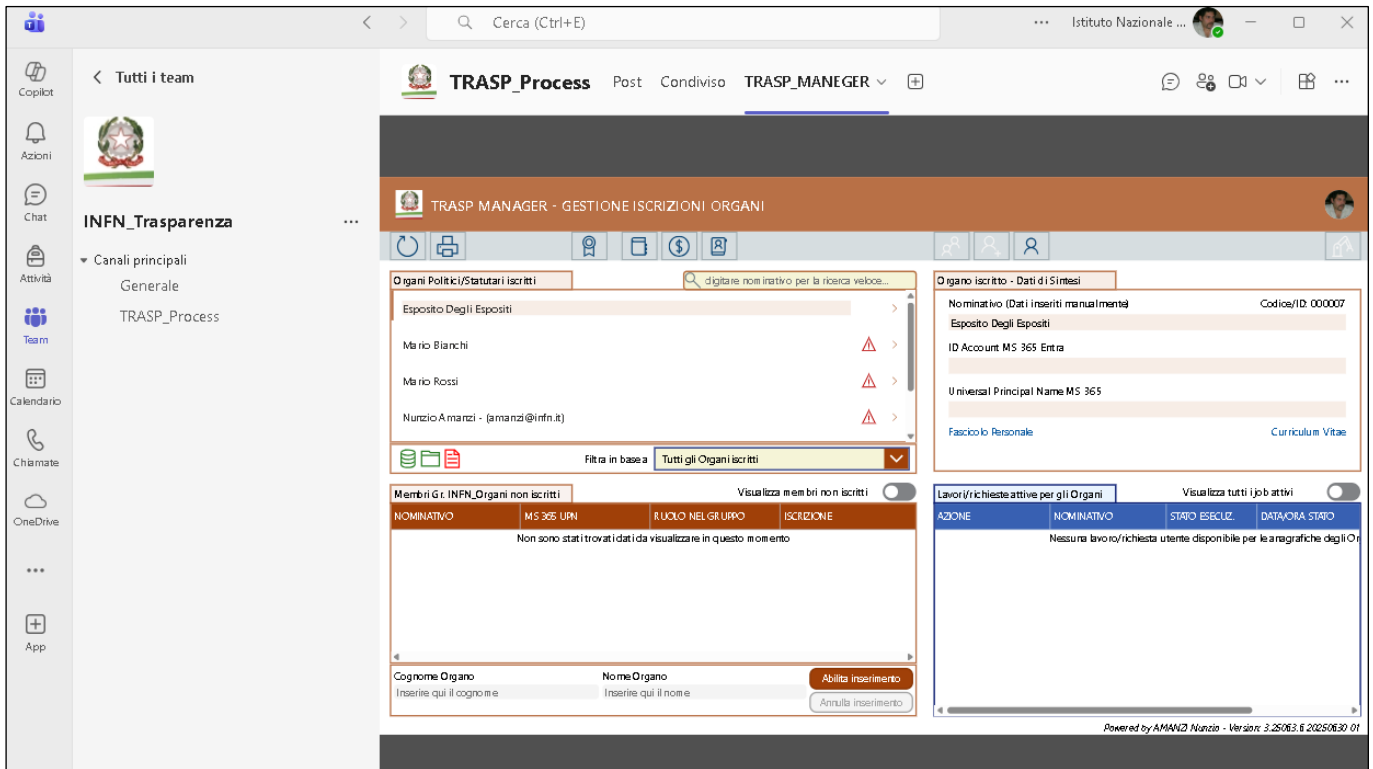 Cerca (Ctrl+E)
Istituto Nazionale ...
Copilot
Azioni
Chat
Attività
Team
Calendario
Chiamate
OneDrive
App
Tutti i team
INFN_Trasparenza
Canali principali
Generale
TRASP_Process
TRASP_Process Post Condiviso TRASP_MANEGER
TRASP MANAGER - GESTIONE ISCRIZIONI ORGANI
Organi Politici/Statutari iscritti
digitare nominativo per la ricerca veloce...
Esposito Degli Espositi
Mario Bianchi
Mario Rossi
Nunzio Amanzi - (amanzi@infn.it)
Filtra in base a Tutti gli Organi iscritti
Organo iscritto - Dati di Sintesi
Nominativo (Dati inseriti manualmente) Codice/ID: 000007
Esposito Degli Espositi
ID Account MS 365 Entra
Universal Principal Name MS 365
Fascicolo Personale Curriculum Vitae
Membri Gr. INFN_Organi non iscritti Visualizza membri non iscritti
NOMINATIVO MS 365 UPN RUOLO NEL GRUPPO ISCRIZIONE
Non sono stati trovati dati da visualizzare in questo momento
Cognome Organo Nome Organo
Inserire qui il cognome Inserire qui il nome
Abilita inserimento
Annulla inserimento
Lavori/richieste attive per gli Organi Visualizza tutti i job attivi
AZIONE NOMINATIVO STATO ESECUZ. DATA/ORA STATO
Nessuna lavoro/richiesta utente disponibile per le anagrafiche degli Or
Powered by AMANZI Nunzio - Version: 3.25063.6 20250630 01